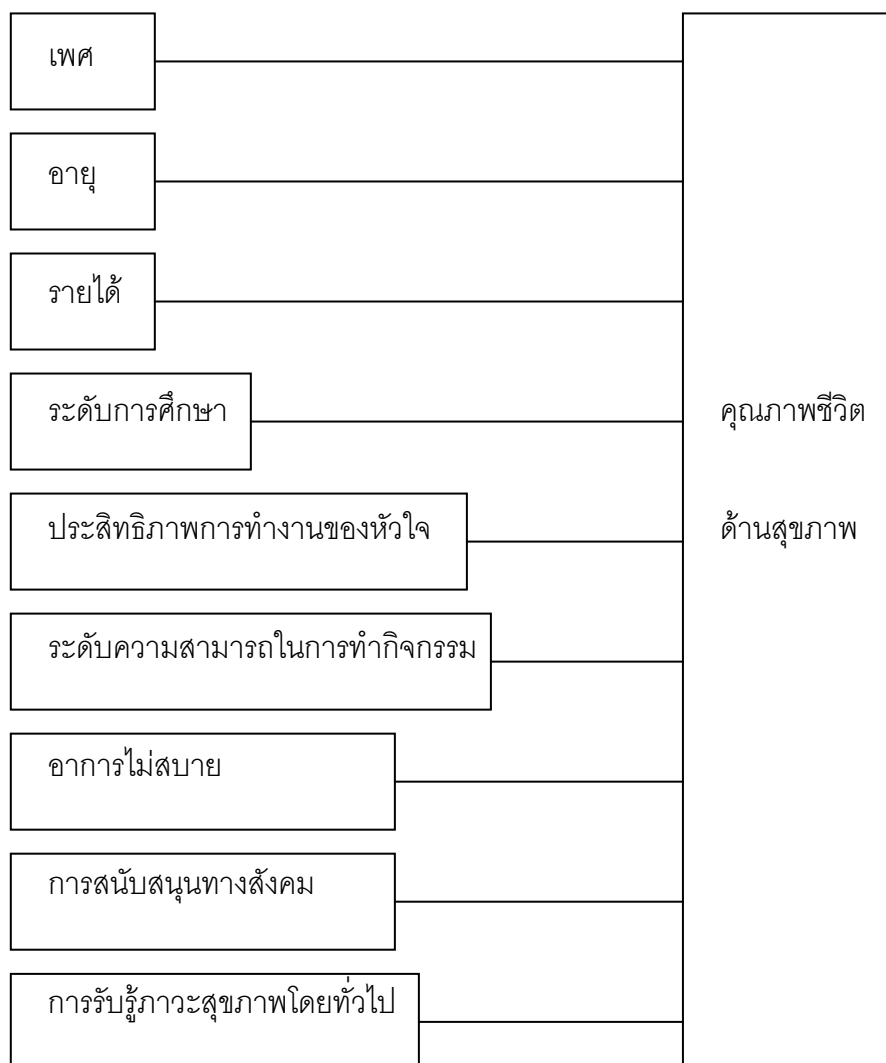 เพศ
อายุ
รายได้
ระดับการศึกษา
ประสิทธิภาพการทำงานของหัวใจ
ระดับความสามารถในการทำกิจกรรม
อาการไม่สบาย
การสนับสนุนทางสังคม
การรับรู้ภาวะสุขภาพโดยทั่วไป
คุณภาพชีวิต
ด้านสุขภาพ